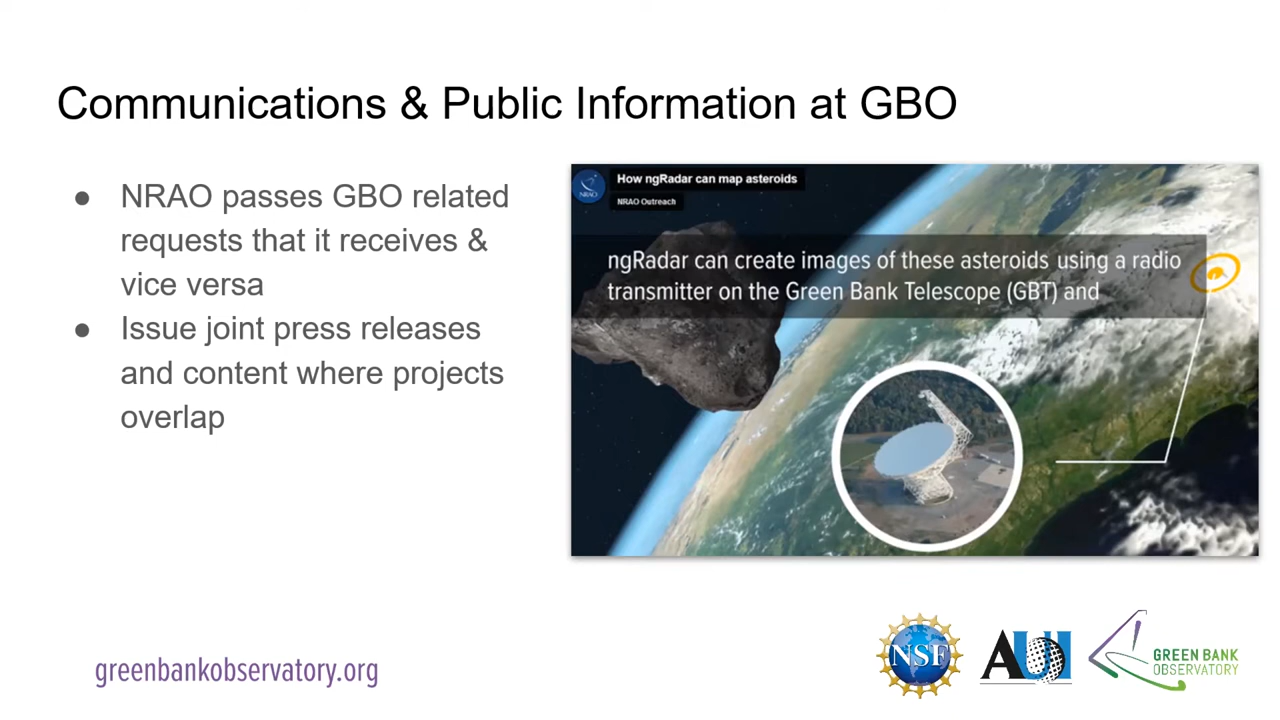 Communications & Public Information at GBO
● NRAO passes GBO related
requests that it receives &
vice versa
● Issue joint press releases
and content where projects
overlap
NRAO
How ngRadar can map asteroids
NRAO Outreach
ngRadar can create images of these asteroids using a radio
transmitter on the Green Bank Telescope (GBT) and
greenbankobservatory.org
NSF
AUI
GREEN BANK
OBSERVATORY